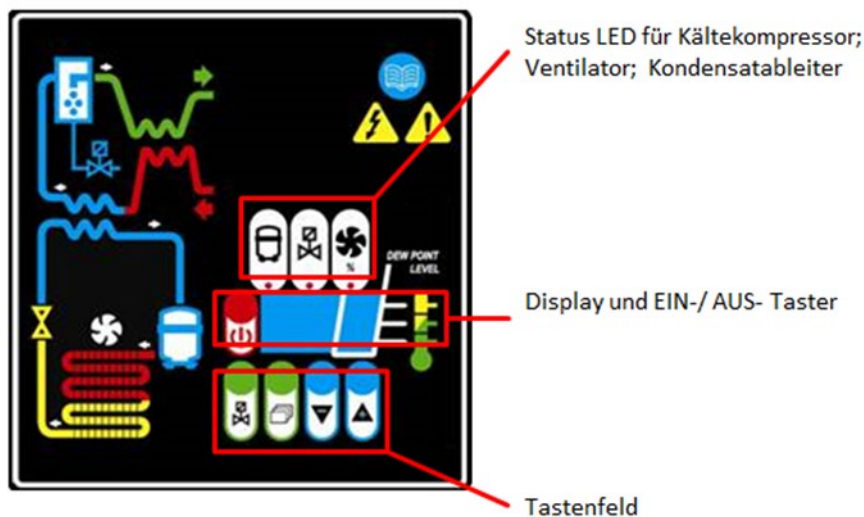 Status LED für Kältekompressor;
Ventilator; Kondensatableiter
%
DEW POINT
LEVEL
Display und EIN-/ AUS- Taster
Tastenfeld